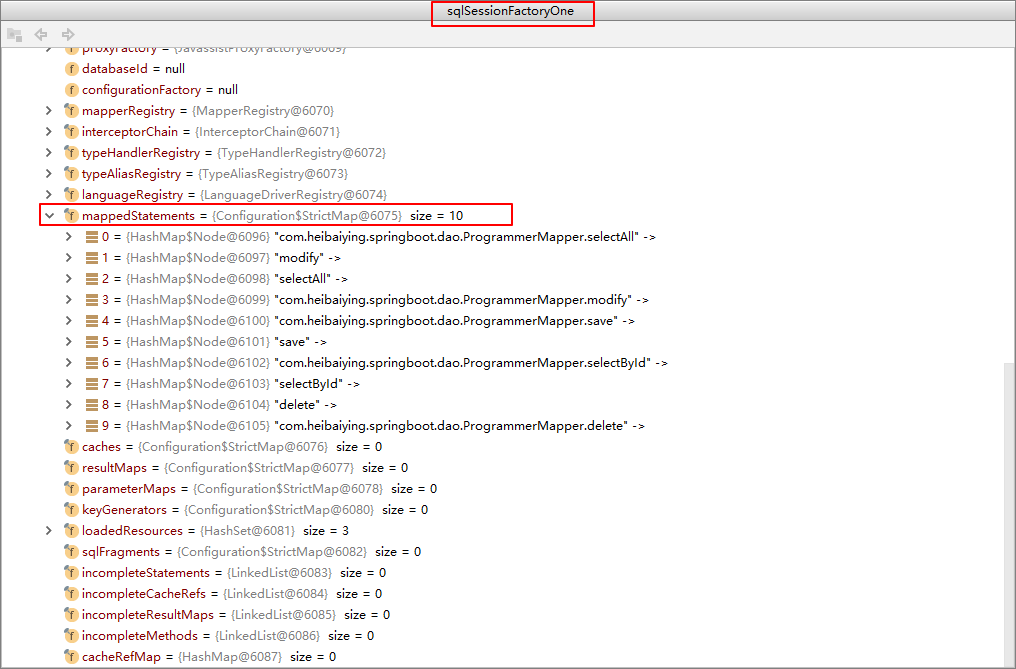 sqlSessionFactoryOne
proxyFactory = {JavassistProxyFactory@6069}
databaseId = null
configurationFactory = null
mapperRegistry = {MapperRegistry@6070}
interceptorChain = {InterceptorChain@6071}
typeHandlerRegistry = {TypeHandlerRegistry@6072}
typeAliasRegistry = {TypeAliasRegistry@6073}
languageRegistry = {LanguageDriverRegistry@6074}
mappedStatements = {Configuration$StrictMap@6075} size = 10
0 = {HashMap$Node@6096} "com.heibaiying.springboot.dao.ProgrammerMapper.selectAll" ->
1 = {HashMap$Node@6097} "modify" ->
2 = {HashMap$Node@6098} "selectAll" ->
3 = {HashMap$Node@6099} "com.heibaiying.springboot.dao.ProgrammerMapper.modify" ->
4 = {HashMap$Node@6100} "com.heibaiying.springboot.dao.ProgrammerMapper.save" ->
5 = {HashMap$Node@6101} "save" ->
6 = {HashMap$Node@6102} "com.heibaiying.springboot.dao.ProgrammerMapper.selectById" ->
7 = {HashMap$Node@6103} "selectById" ->
8 = {HashMap$Node@6104} "delete" ->
9 = {HashMap$Node@6105} "com.heibaiying.springboot.dao.ProgrammerMapper.delete" ->
caches = {Configuration$StrictMap@6076} size = 0
resultMaps = {Configuration$StrictMap@6077} size = 0
parameterMaps = {Configuration$StrictMap@6078} size = 0
keyGenerators = {Configuration$StrictMap@6080} size = 0
loadedResources = {HashSet@6081} size = 3
sqlFragments = {Configuration$StrictMap@6082} size = 0
incompleteStatements = {LinkedList@6083} size = 0
incompleteCacheRefs = {LinkedList@6084} size = 0
incompleteResultMaps = {LinkedList@6085} size = 0
incompleteMethods = {LinkedList@6086} size = 0
cacheRefMap = {HashMap@6087} size = 0